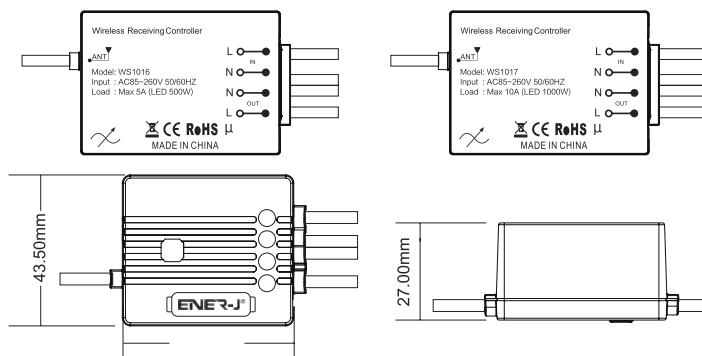 Wireless Receiving Controller
ANT
Model: WS1016
Input : AC85~260V 50/60HZ
Load : Max 5A (LED 500W)
L
IN
N
N
OUT
L
CE RoHS μ
MADE IN CHINA
Wireless Receiving Controller
ANT
Model: WS1017
Input : AC85~260V 50/60HZ
Load : Max 10A (LED 1000W)
L
IN
N
N
OUT
L
CE RoHS μ
MADE IN CHINA
43.50mm
ENER-J®
27.00mm